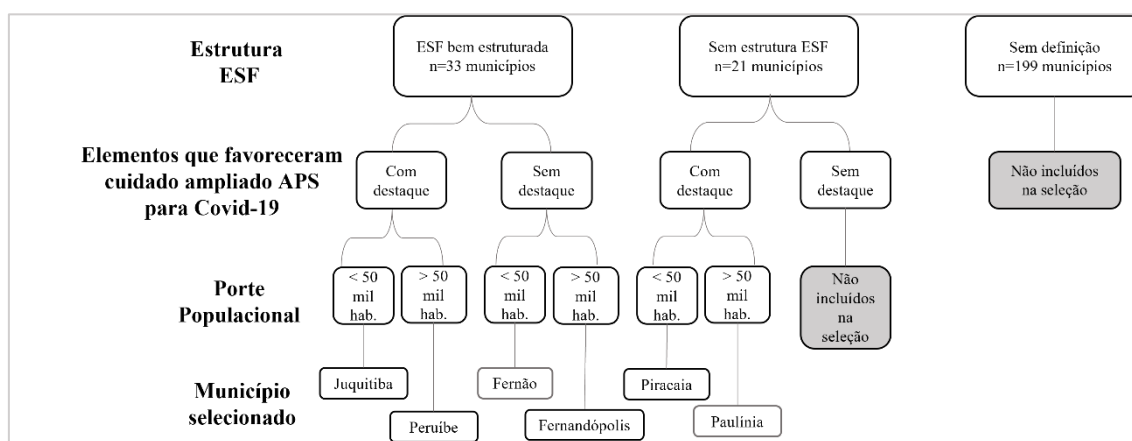 Estrutura
ESF
ESF bem estruturada
n=33 municípios
Sem estrutura ESF
n=21 municípios
Sem definição
n=199 municípios
Elementos que favoreceram
cuidado ampliado APS
para Covid-19
Com
destaque
Sem
destaque
Com
destaque
Sem
destaque
Não incluídos
na seleção
Porte
Populacional
< 50
mil
hab.
> 50
mil
hab.
< 50
mil
hab.
> 50
mil
hab.
< 50
mil
hab.
> 50
mil
hab.
Não
incluídos
na
seleção
Município
selecionado
Juquitiba
Peruíbe
Fernão
Fernandópolis
Piracaia
Paulínia